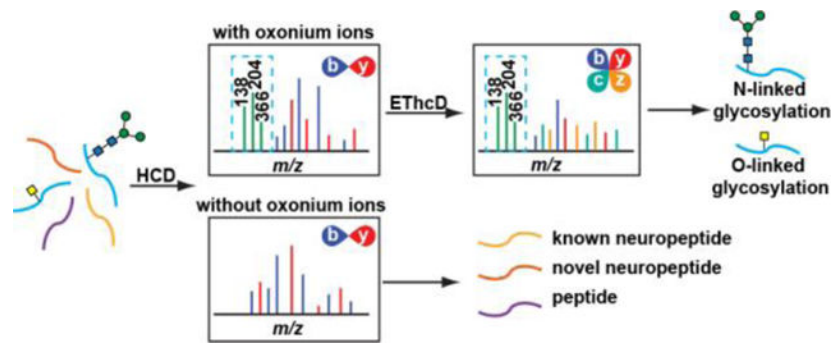 with oxonium ions
138
204
366
b y
m/z
HCD
EThcD
138
204
366
b y
c z
m/z
N-linked
glycosylation
O-linked
glycosylation
without oxonium ions
b y
m/z
known neuropeptide
novel neuropeptide
peptide